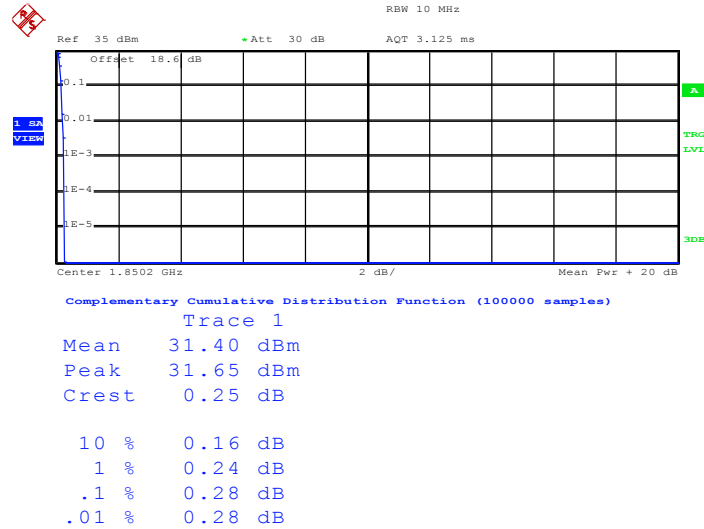 RBW 10 MHz
Ref 35 dBm
*Att 30 dB
AQT 3.125 ms
Offset 18.6 dB
0.1
0.01
1E-3
1E-4
1E-5
A
1 SA
VIEW
TRG
LVL
3DB
Center 1.8502 GHz
2 dB/
Mean Pwr + 20 dB
Complementary Cumulative Distribution Function (100000 samples)
Trace 1
Mean 31.40 dBm
Peak 31.65 dBm
Crest 0.25 dB
10 % 0.16 dB
1 % 0.24 dB
.1 % 0.28 dB
.01 % 0.28 dB